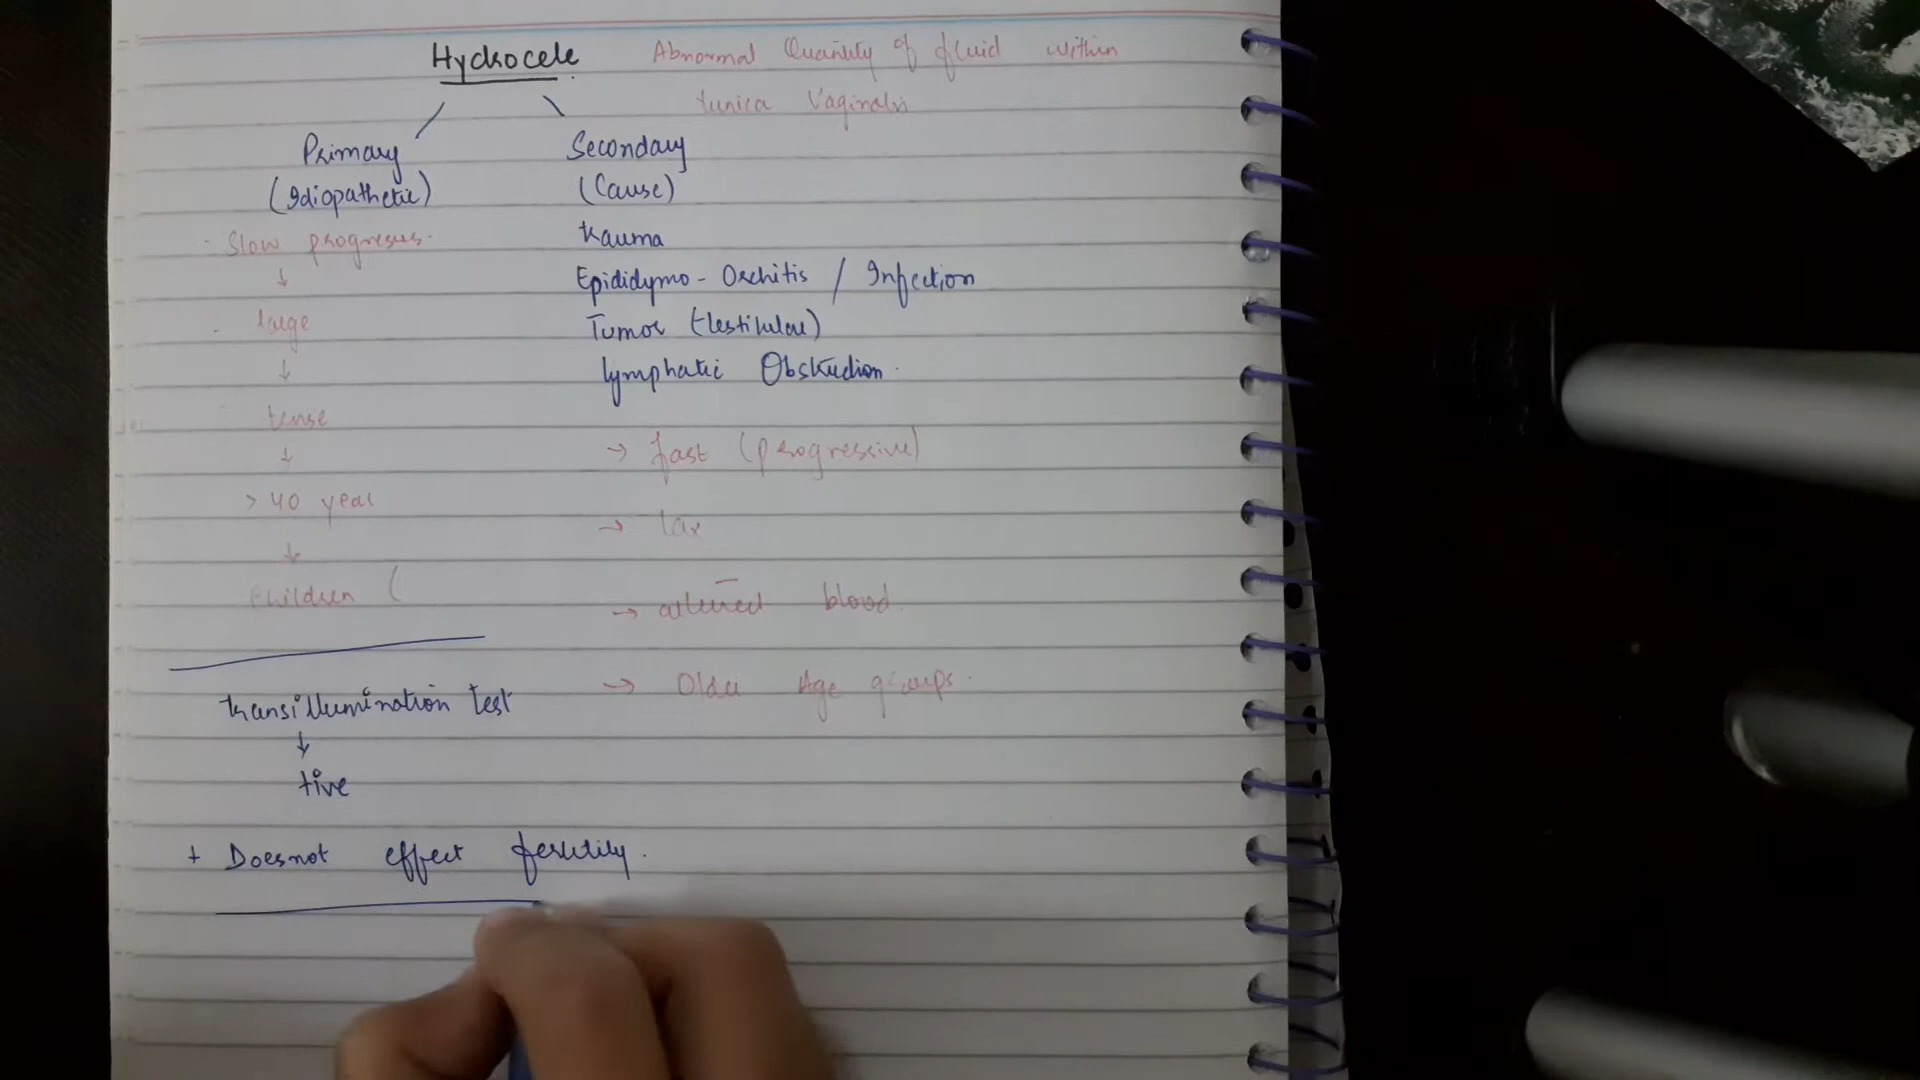 Hydrocele Abnormal Quantity of fluid within
tunica Vaginalis
Primary Secondary
(Idiopathetic) (Cause)
- Slow progresses. trauma
Epididymo - Orchitis / Infection
↓
- large Tumor (testitular)
↓ lymphatic Obstruction.
tense
↓ → fast (progressive)
> 40 year
↓ → lax
children ( → altered blood.
transillumination test → Older Age groups.
↓
+ive
+ Doesnot effect fertility.